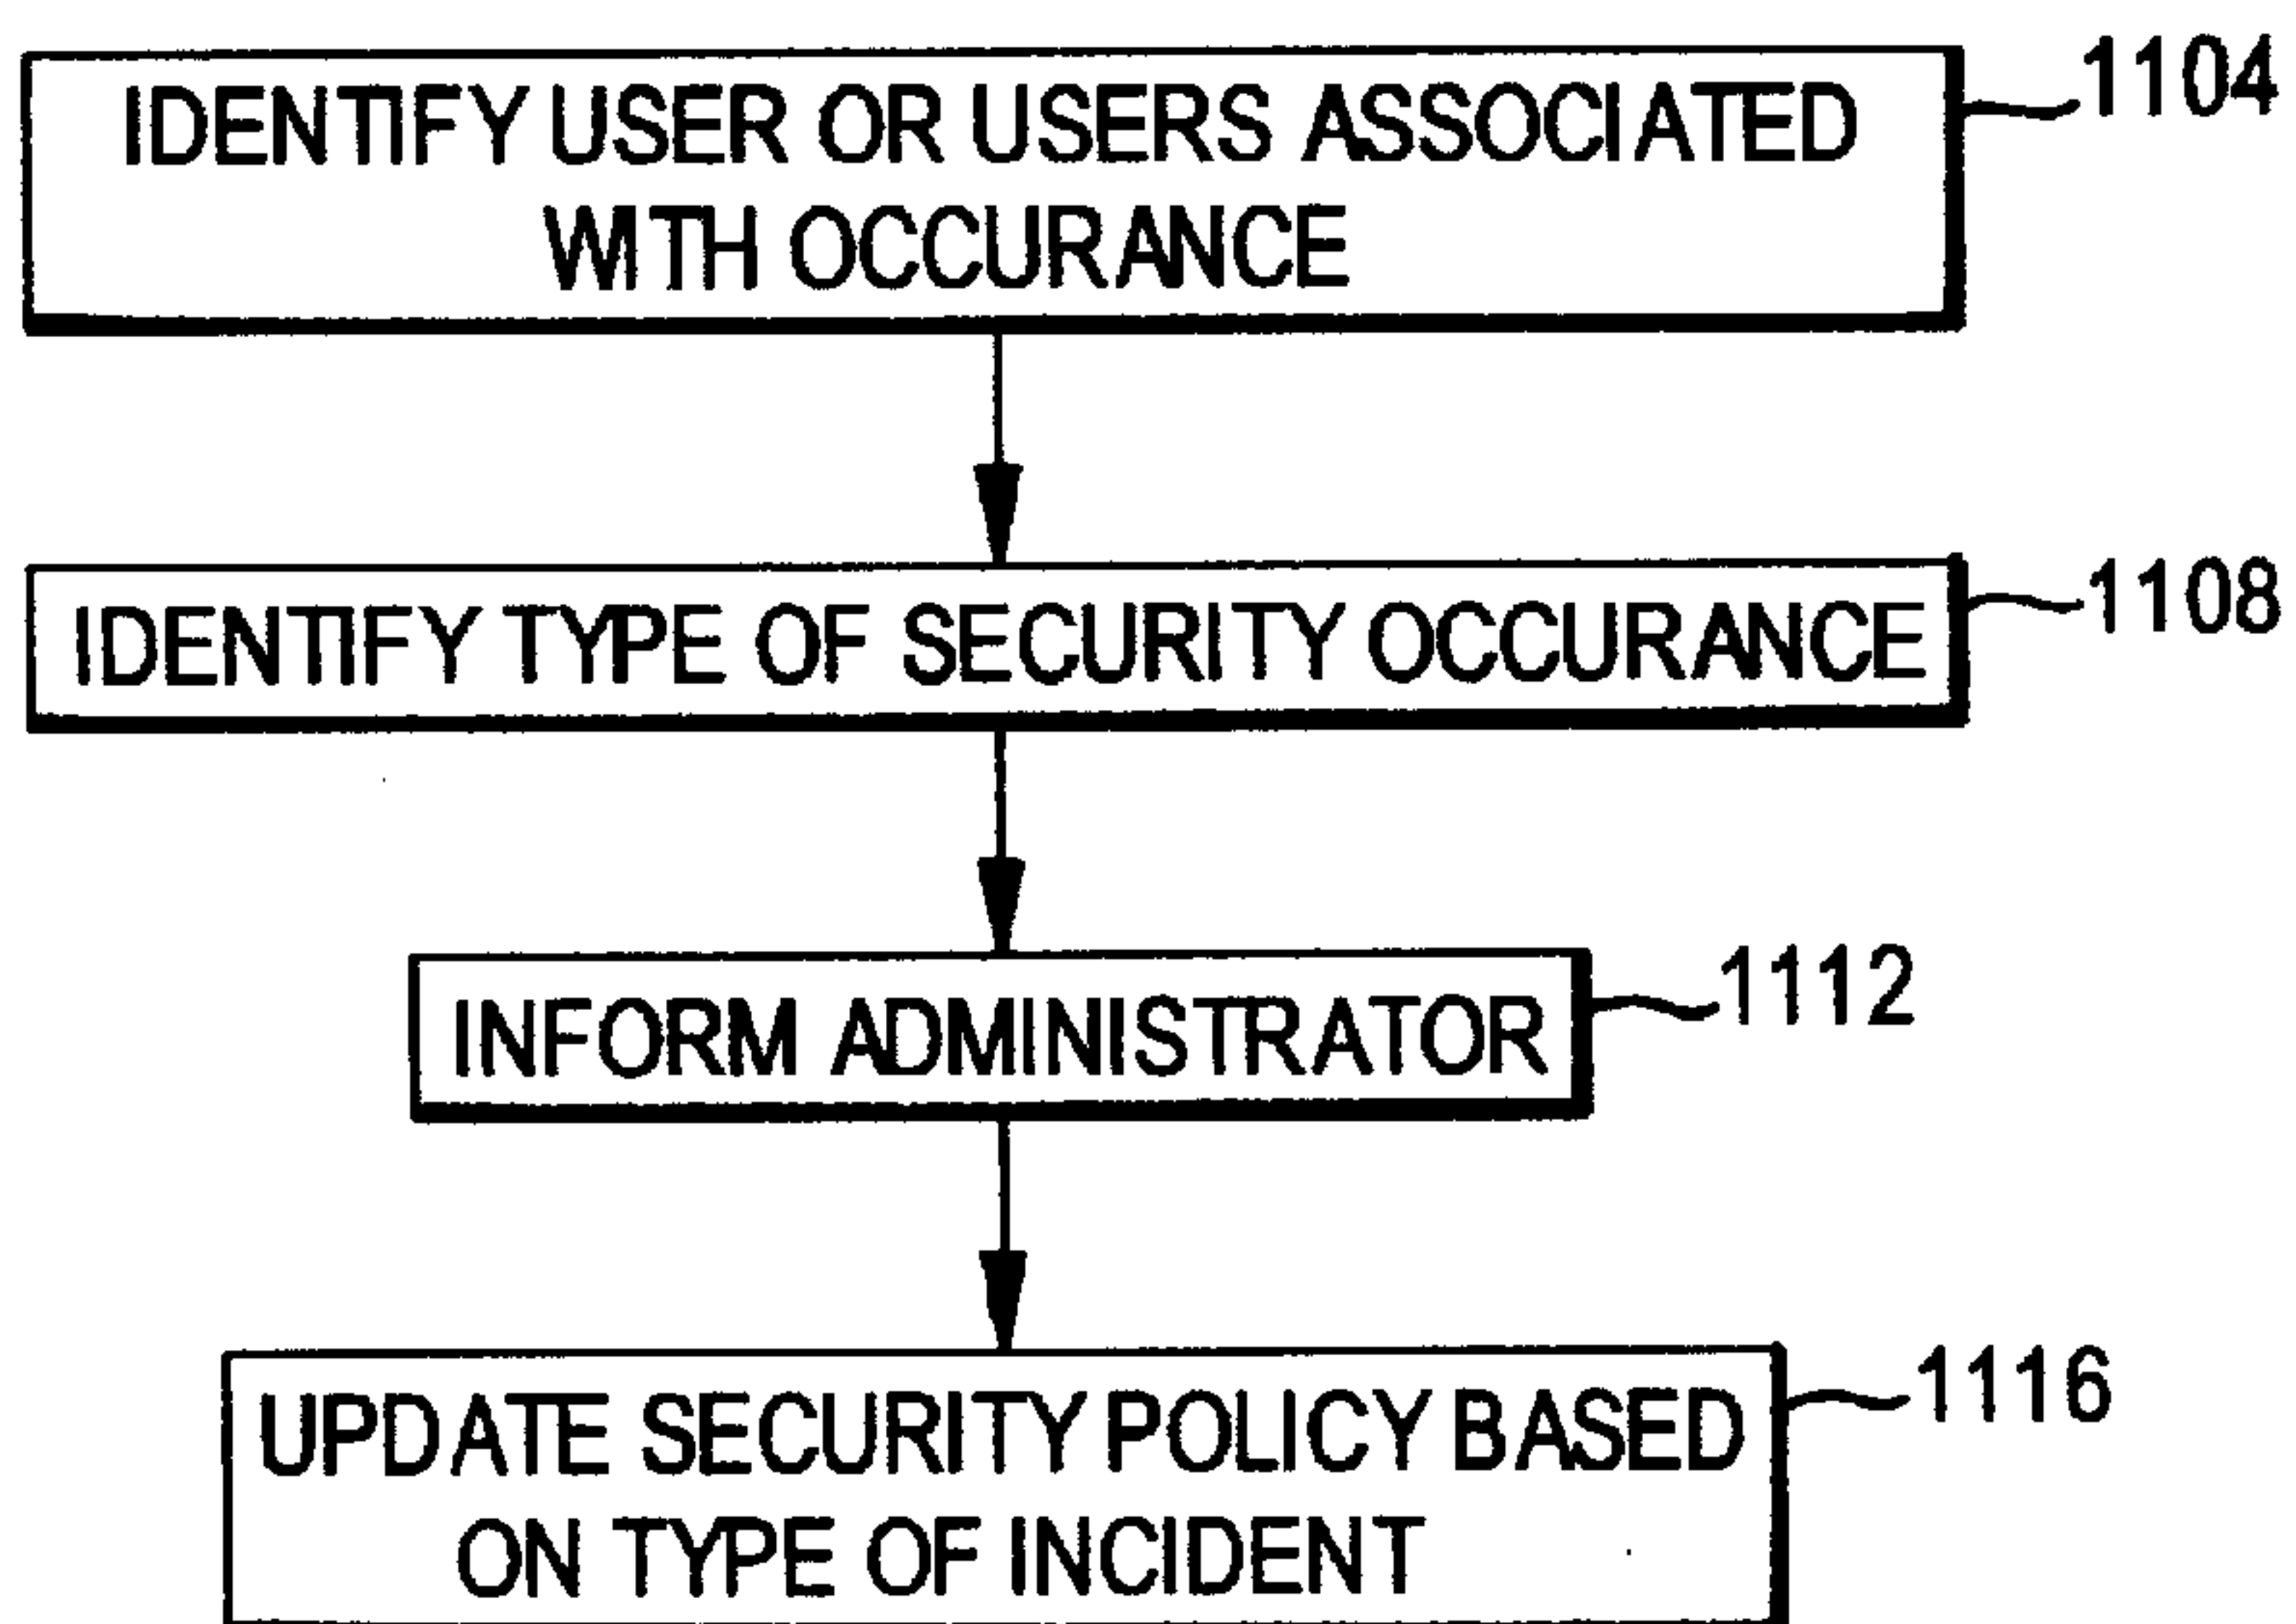 IDENTIFY USER OR USERS ASSOCIATED 1104
WITH OCCURANCE
IDENTIFY TYPE OF SECURITY OCCURANCE 1108
INFORM ADMINISTRATOR 1112
UPDATE SECURITY POLICY BASED 1116
ON TYPE OF INCIDENT